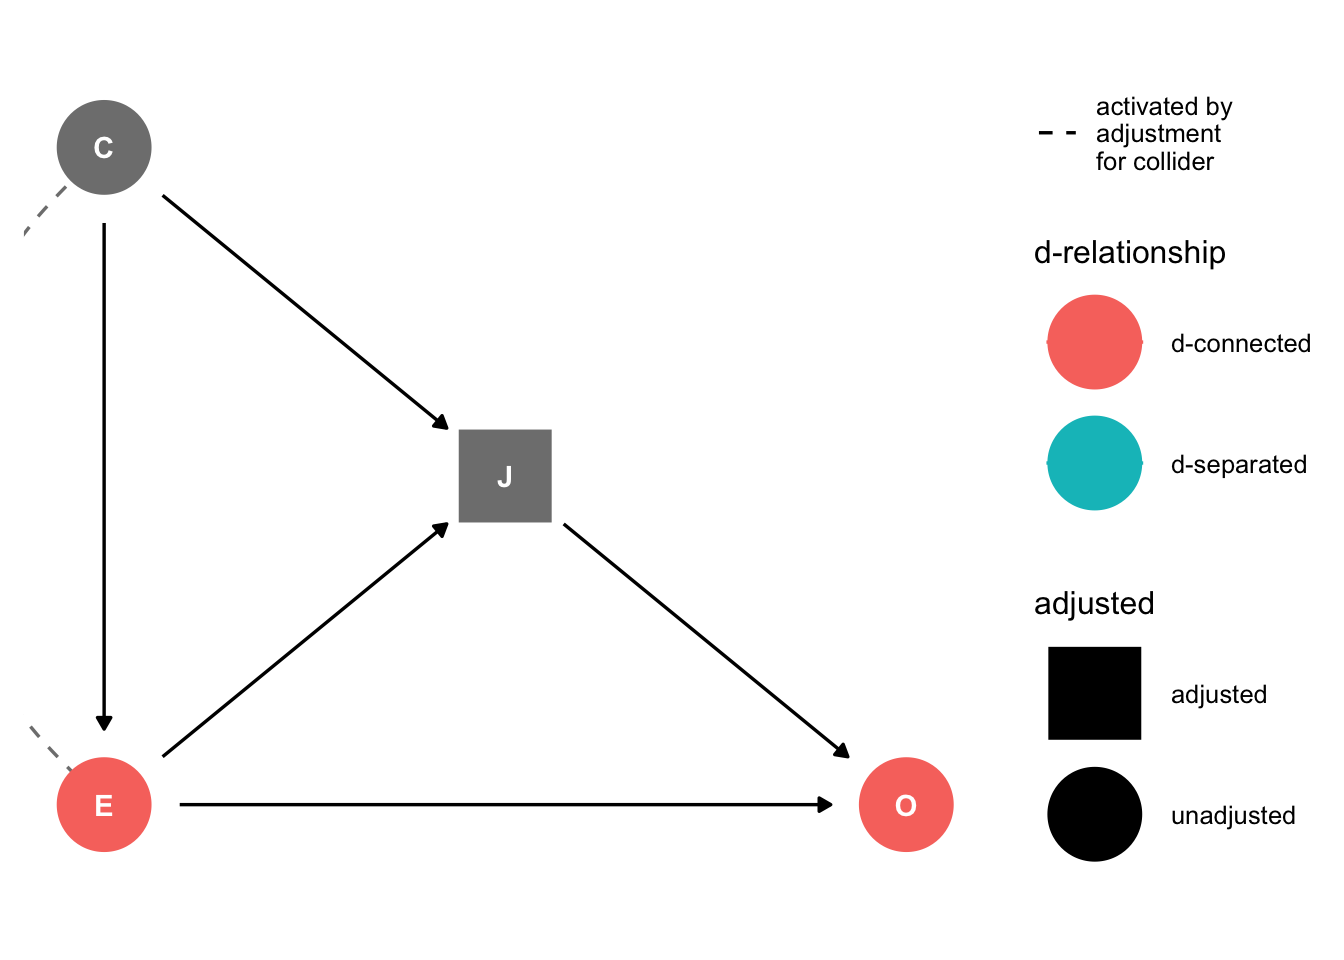 C
J
E
O
activated by
adjustment
for collider
d-relationship
d-connected
d-separated
adjusted
adjusted
unadjusted